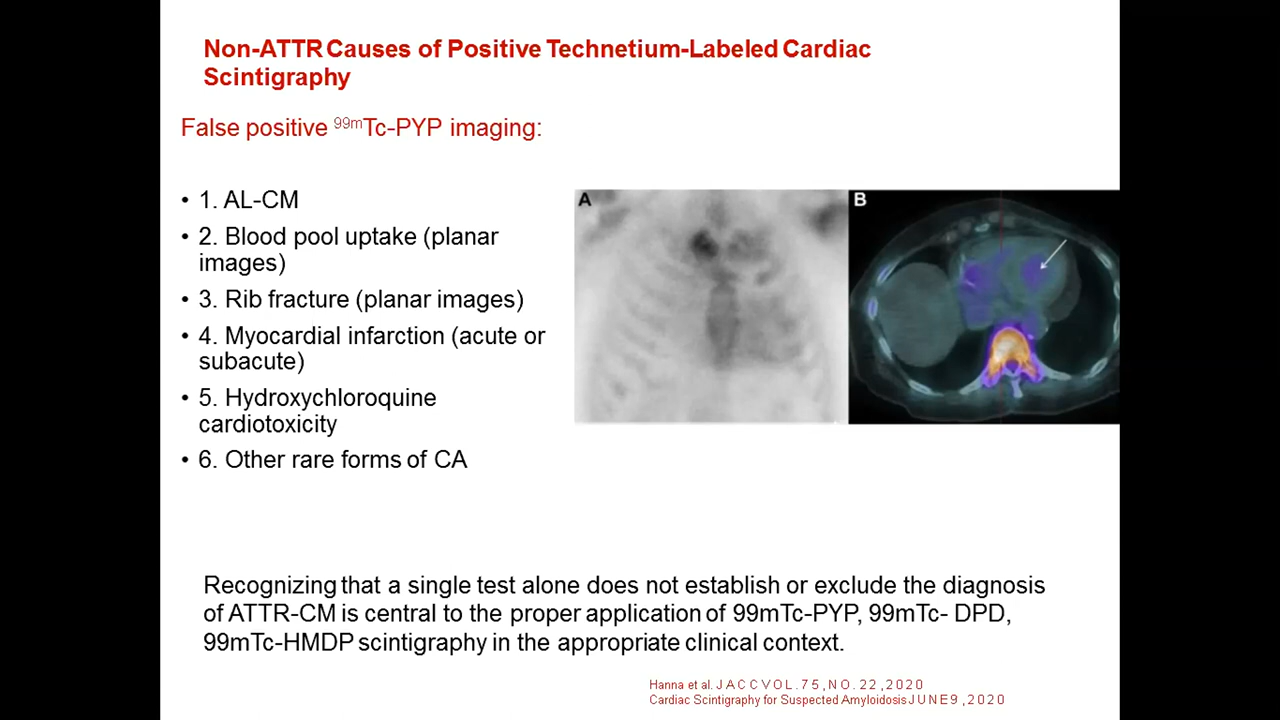 Non-ATTR Causes of Positive Technetium-Labeled Cardiac
Scintigraphy
False positive 99mTc-PYP imaging:
• 1. AL-CM
• 2. Blood pool uptake (planar
images)
• 3. Rib fracture (planar images)
• 4. Myocardial infarction (acute or
subacute)
• 5. Hydroxychloroquine
cardiotoxicity
• 6. Other rare forms of CA
A
B
Recognizing that a single test alone does not establish or exclude the diagnosis
of ATTR-CM is central to the proper application of 99mTc-PYP, 99mTc- DPD,
99mTc-HMDP scintigraphy in the appropriate clinical context.
Hanna et al. J A C C V O L . 7 5 , N O . 2 2 , 2 0 2 0
Cardiac Scintigraphy for Suspected Amyloidosis J U N E 9 , 2 0 2 0